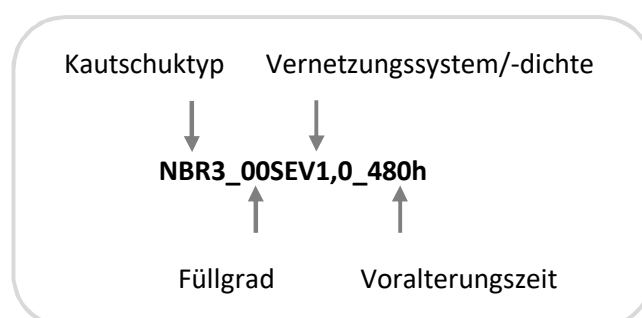 Kautschuktyp Vernetzungssystem/-dichte
NBR3_00SEV1,0_480h
Füllgrad Voralterungszeit